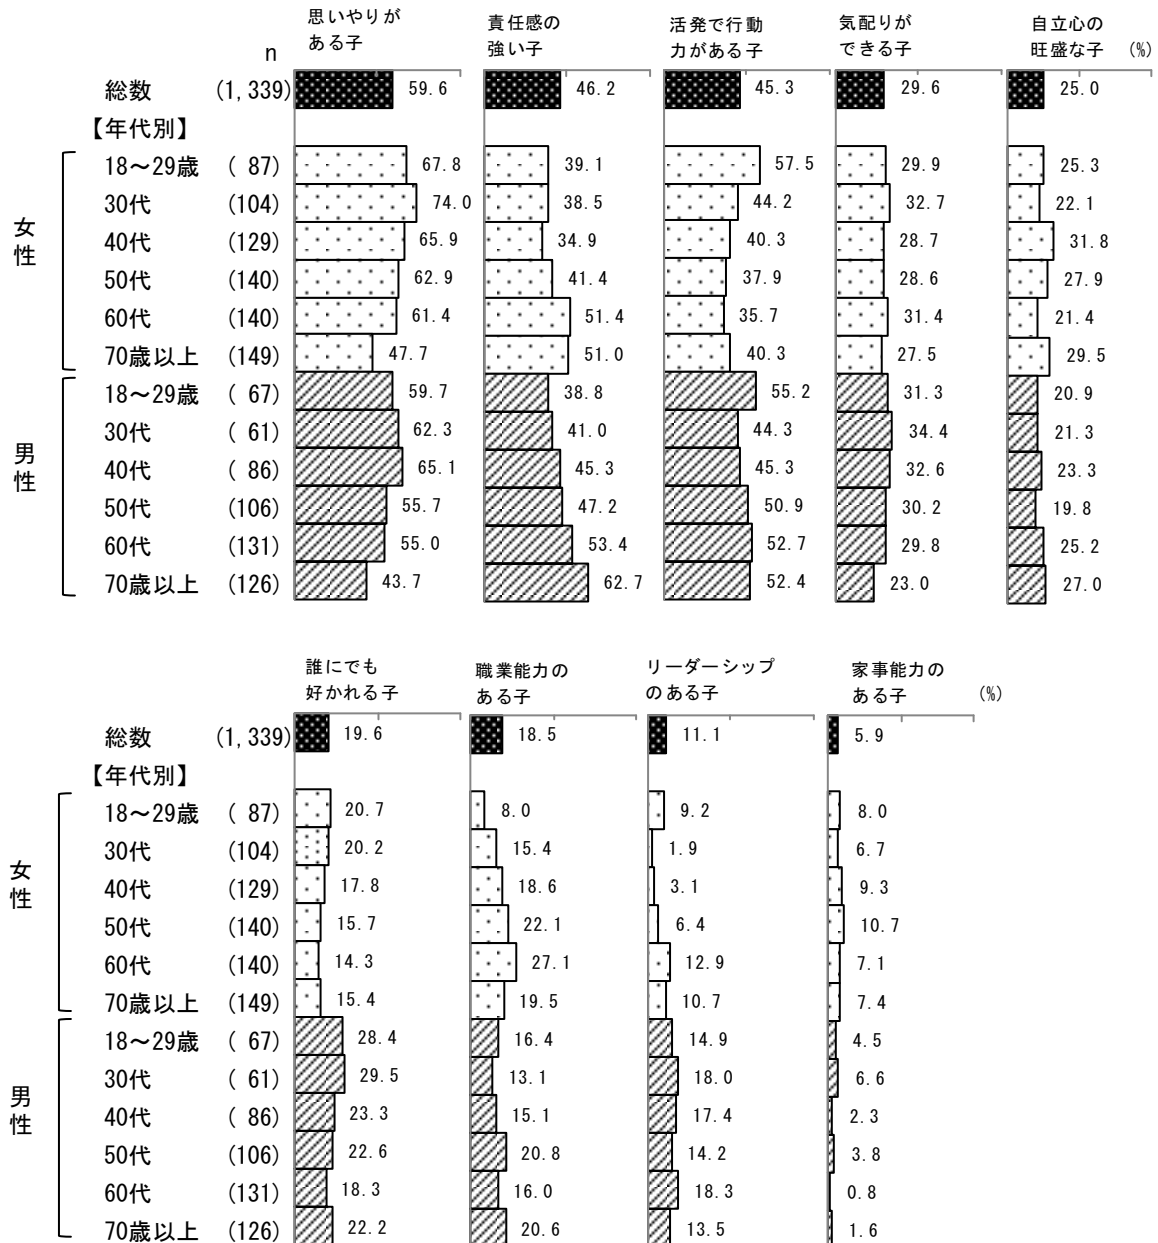 思いやりが
ある子
責任感の
強い子
活発で行動
力がある子
気配りが
できる子
自立心の
旺盛な子
(%)
n
総数 (1,339) 59.6 46.2 45.3 29.6 25.0
【年代別】
女性
18～29歳 ( 87) 67.8 39.1 57.5 29.9 25.3
30代 (104) 74.0 38.5 44.2 32.7 22.1
40代 (129) 65.9 34.9 40.3 28.7 31.8
50代 (140) 62.9 41.4 37.9 28.6 27.9
60代 (140) 61.4 51.4 35.7 31.4 21.4
70歳以上 (149) 47.7 51.0 40.3 27.5 29.5
男性
18～29歳 ( 67) 59.7 38.8 55.2 31.3 20.9
30代 ( 61) 62.3 41.0 44.3 34.4 21.3
40代 ( 86) 65.1 45.3 45.3 32.6 23.3
50代 (106) 55.7 47.2 50.9 30.2 19.8
60代 (131) 55.0 53.4 52.7 29.8 25.2
70歳以上 (126) 43.7 62.7 52.4 23.0 27.0
誰にでも
好かれる子
職業能力の
ある子
リーダーシップ
のある子
家事能力の
ある子
(%)
総数 (1,339) 19.6 18.5 11.1 5.9
【年代別】
女性
18～29歳 ( 87) 20.7 8.0 9.2 8.0
30代 (104) 20.2 15.4 1.9 6.7
40代 (129) 17.8 18.6 3.1 9.3
50代 (140) 15.7 22.1 6.4 10.7
60代 (140) 14.3 27.1 12.9 7.1
70歳以上 (149) 15.4 19.5 10.7 7.4
男性
18～29歳 ( 67) 28.4 16.4 14.9 4.5
30代 ( 61) 29.5 13.1 18.0 6.6
40代 ( 86) 23.3 15.1 17.4 2.3
50代 (106) 22.6 20.8 14.2 3.8
60代 (131) 18.3 16.0 18.3 0.8
70歳以上 (126) 22.2 20.6 13.5 1.6